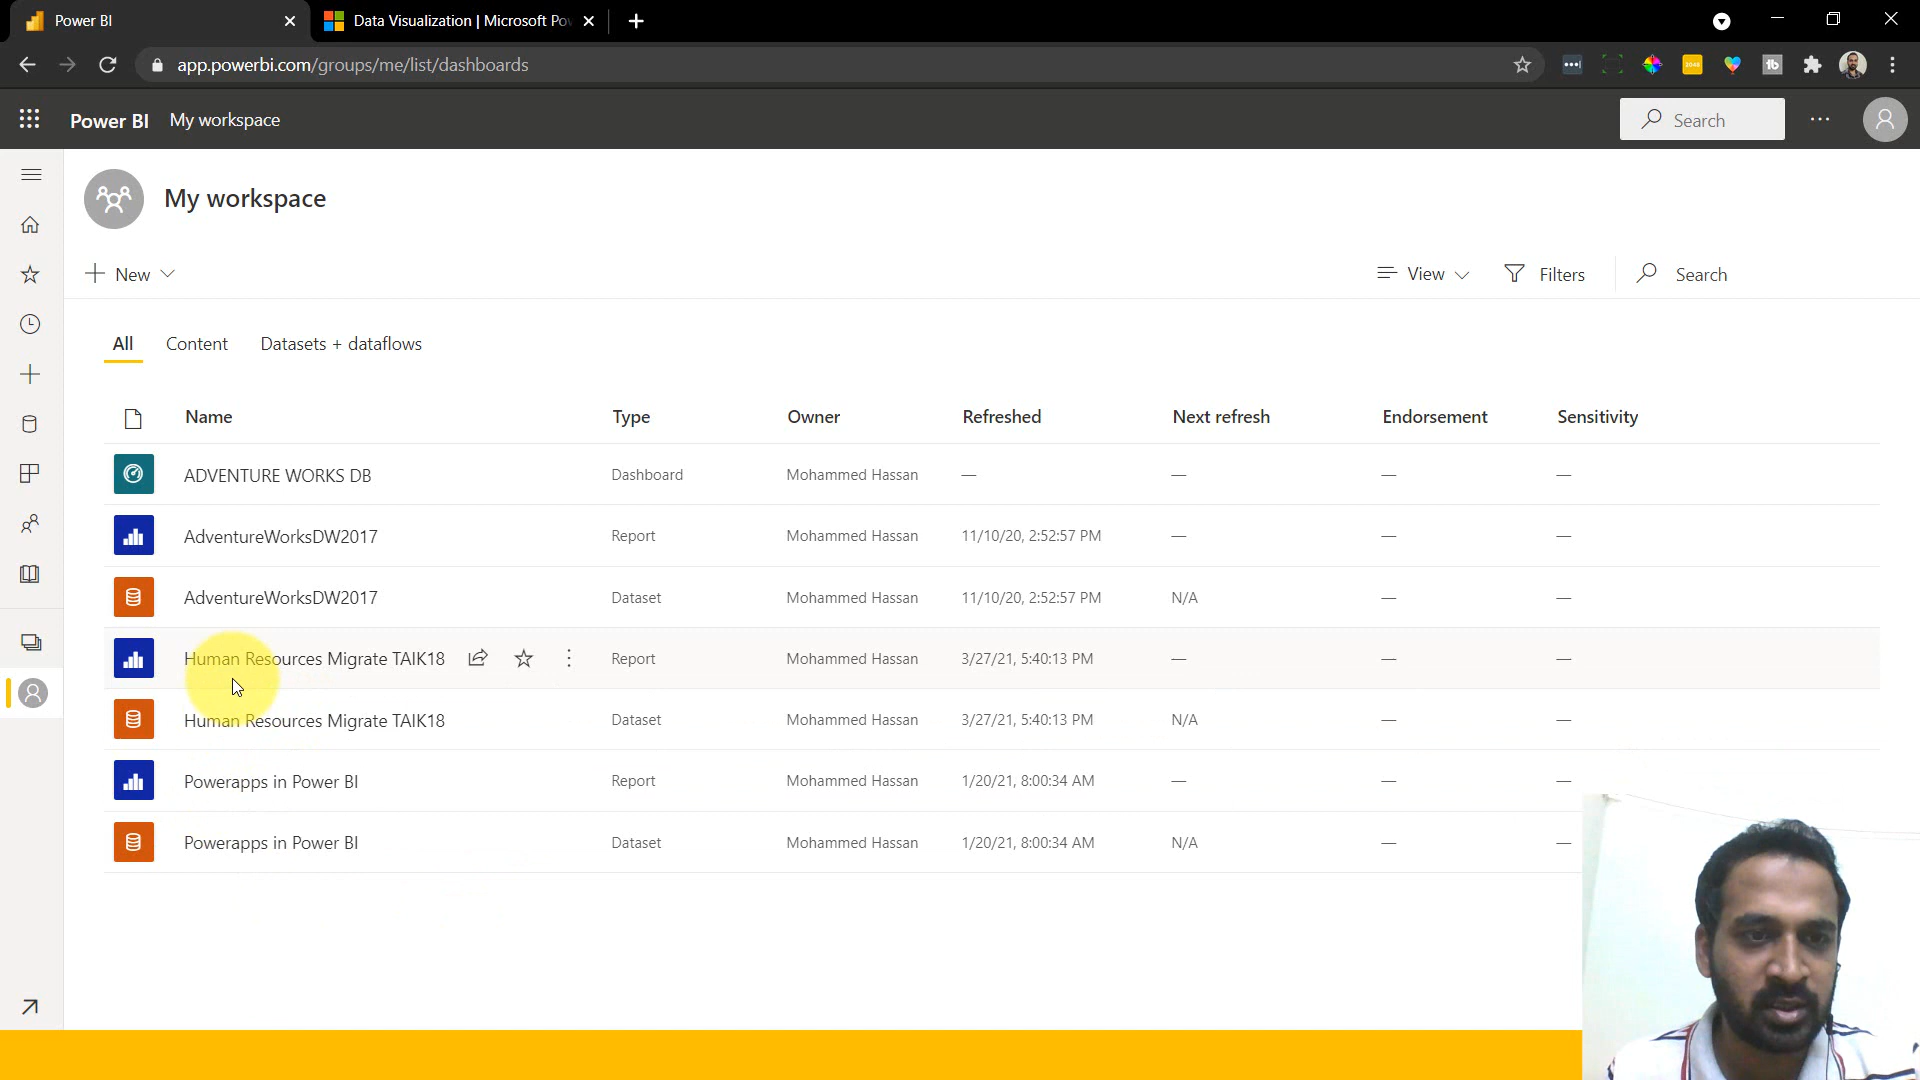 Power BI
Data Visualization | Microsoft Po
app.powerbi.com/groups/me/list/dashboards
Power BI My workspace Search
My workspace
New View Filters Search
All Content Datasets + dataflows
Name Type Owner Refreshed Next refresh Endorsement Sensitivity
ADVENTURE WORKS DB Dashboard Mohammed Hassan — — — —
AdventureWorksDW2017 Report Mohammed Hassan 11/10/20, 2:52:57 PM — — —
AdventureWorksDW2017 Dataset Mohammed Hassan 11/10/20, 2:52:57 PM N/A — —
Human Resources Migrate TAIK18 Report Mohammed Hassan 3/27/21, 5:40:13 PM — — —
Human Resources Migrate TAIK18 Dataset Mohammed Hassan 3/27/21, 5:40:13 PM N/A — —
Powerapps in Power BI Report Mohammed Hassan 1/20/21, 8:00:34 AM — — —
Powerapps in Power BI Dataset Mohammed Hassan 1/20/21, 8:00:34 AM N/A — —